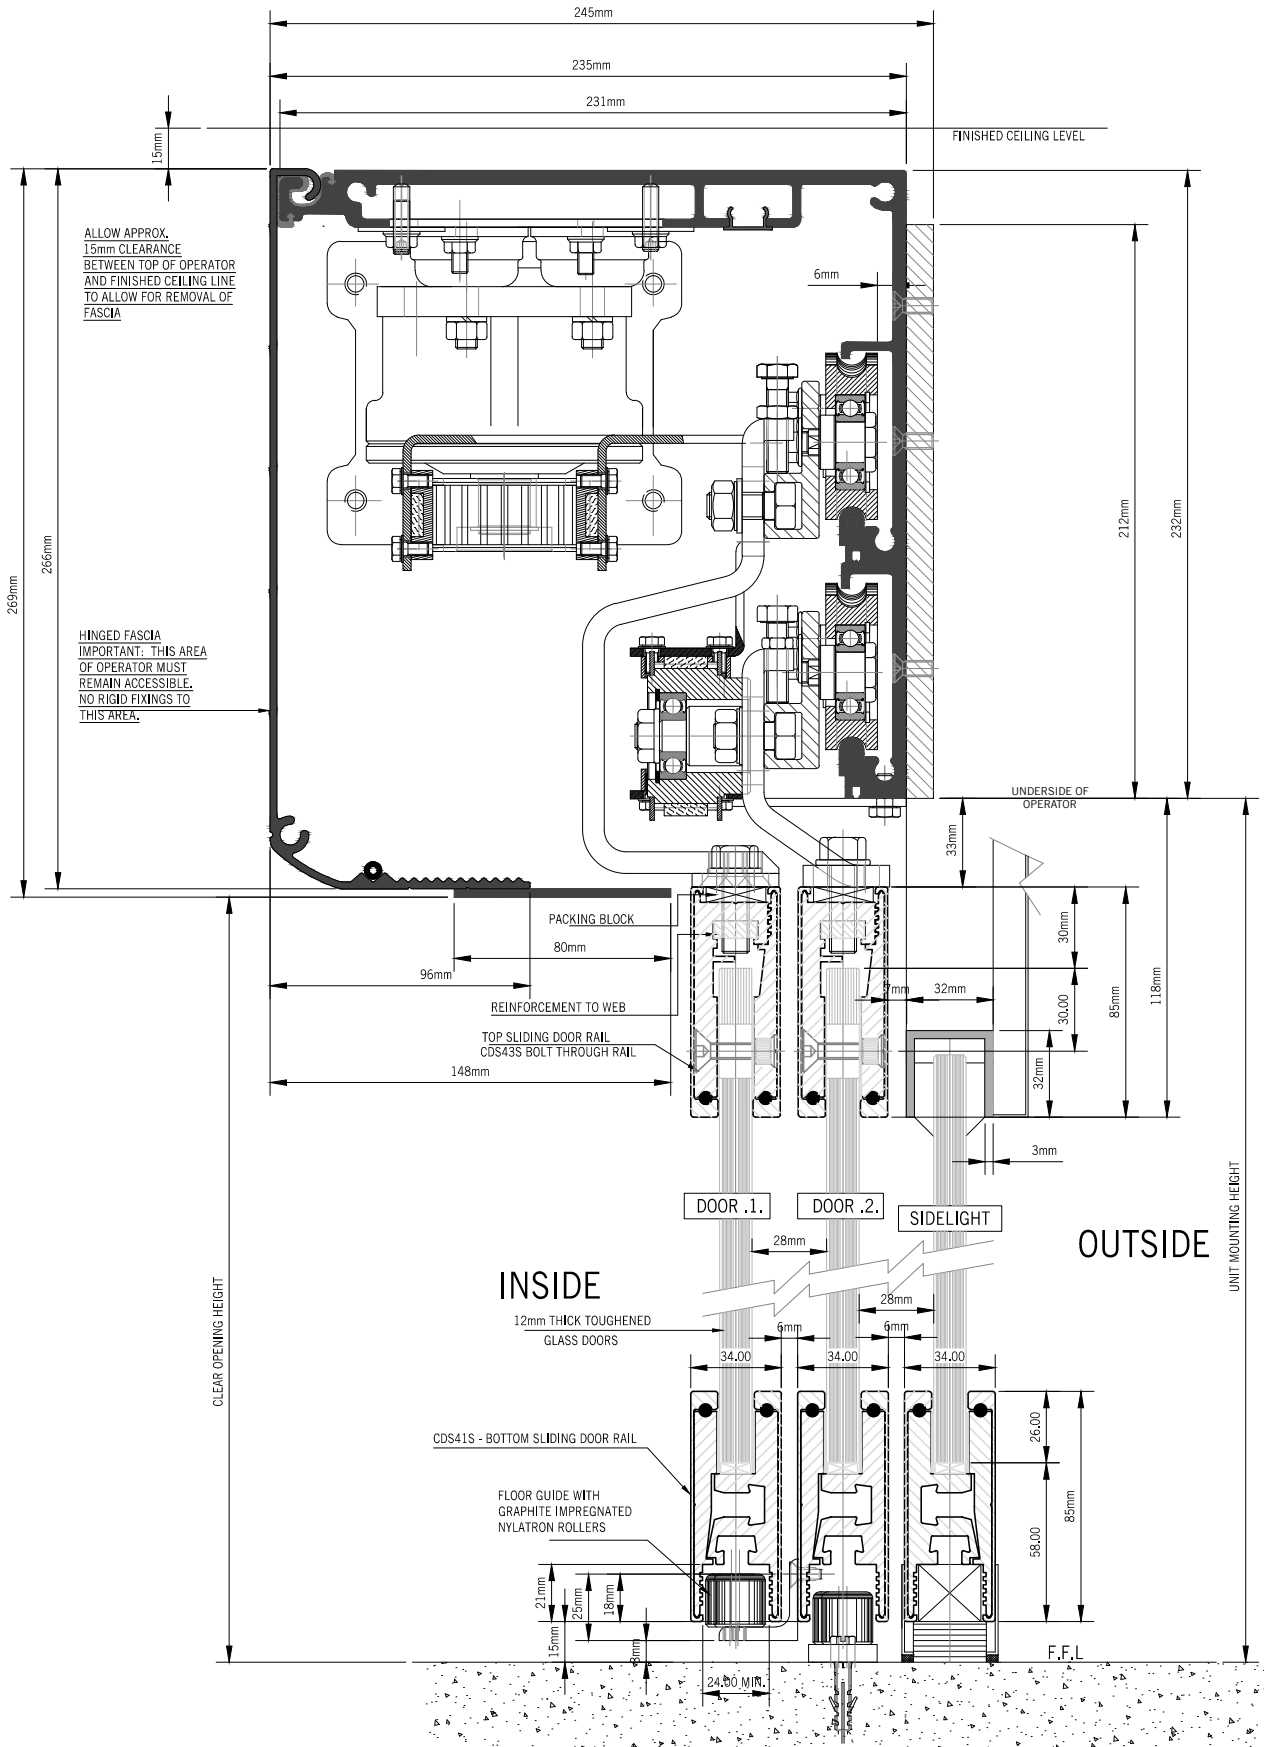 245mm
235mm
231mm
FINISHED CEILING LEVEL
15mm
ALLOW APPROX.
15mm CLEARANCE
BETWEEN TOP OF OPERATOR
AND FINISHED CEILING LINE
TO ALLOW FOR REMOVAL OF
FASCIA
6mm
212mm
232mm
266mm
269mm
HINGED FASCIA
IMPORTANT: THIS AREA
OF OPERATOR MUST
REMAIN ACCESSIBLE.
NO RIGID FIXINGS TO
THIS AREA.
UNDERSIDE OF
OPERATOR
33mm
PACKING BLOCK
80mm
96mm
30mm
7mm
32mm
30.00
85mm
118mm
REINFORCEMENT TO WEB
TOP SLIDING DOOR RAIL
CDS43S BOLT THROUGH RAIL
148mm
32mm
3mm
DOOR .1.
DOOR .2.
SIDELIGHT
28mm
OUTSIDE
INSIDE
UNIT MOUNTING HEIGHT
CLEAR OPENING HEIGHT
28mm
12mm THICK TOUGHENED
GLASS DOORS
6mm
6mm
34.00
34.00
34.00
26.00
CDS41S - BOTTOM SLIDING DOOR RAIL
85mm
FLOOR GUIDE WITH
GRAPHITE IMPREGNATED
NYLATRON ROLLERS
58.00
21mm
25mm
18mm
15mm
8mm
F.F.L
24.00 MIN.